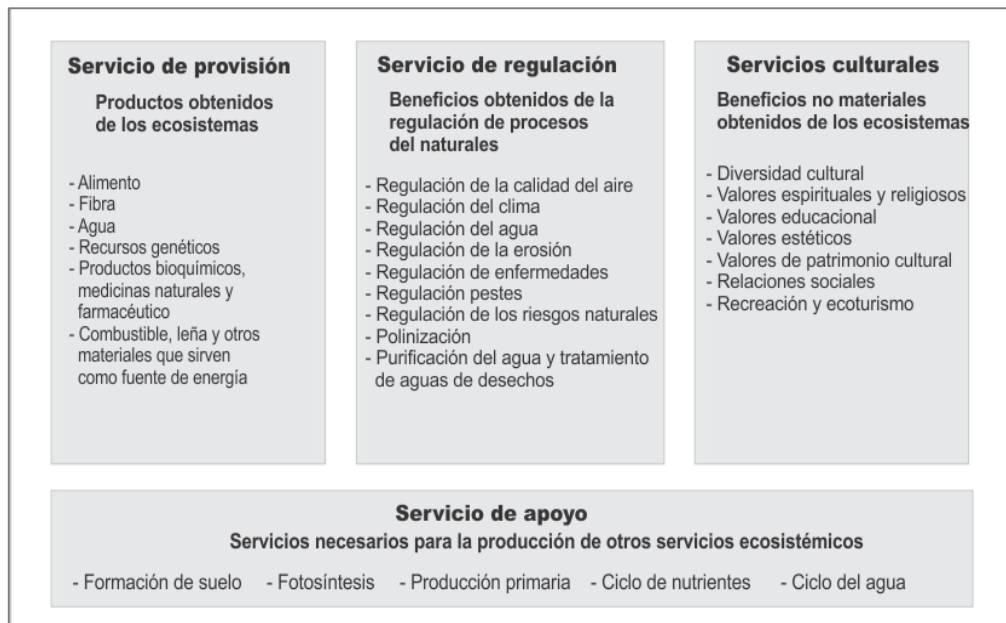 Servicio de provisión
Productos obtenidos
de los ecosistemas
- Alimento
- Fibra
- Agua
- Recursos genéticos
- Productos bioquímicos,
medicinas naturales y
farmacéutico
- Combustible, leña y otros
materiales que sirven
como fuente de energía
Servicio de regulación
Beneficios obtenidos de la
regulación de procesos
del naturales
- Regulación de la calidad del aire
- Regulación del clima
- Regulación del agua
- Regulación de la erosión
- Regulación de enfermedades
- Regulación pestes
- Regulación de los riesgos naturales
- Polinización
- Purificación del agua y tratamiento
de aguas de desechos
Servicios culturales
Beneficios no materiales
obtenidos de los ecosistemas
- Diversidad cultural
- Valores espirituales y religiosos
- Valores educacional
- Valores estéticos
- Valores de patrimonio cultural
- Relaciones sociales
- Recreación y ecoturismo
Servicio de apoyo
Servicios necesarios para la producción de otros servicios ecosistémicos
- Formación de suelo - Fotosíntesis - Producción primaria - Ciclo de nutrientes - Ciclo del agua